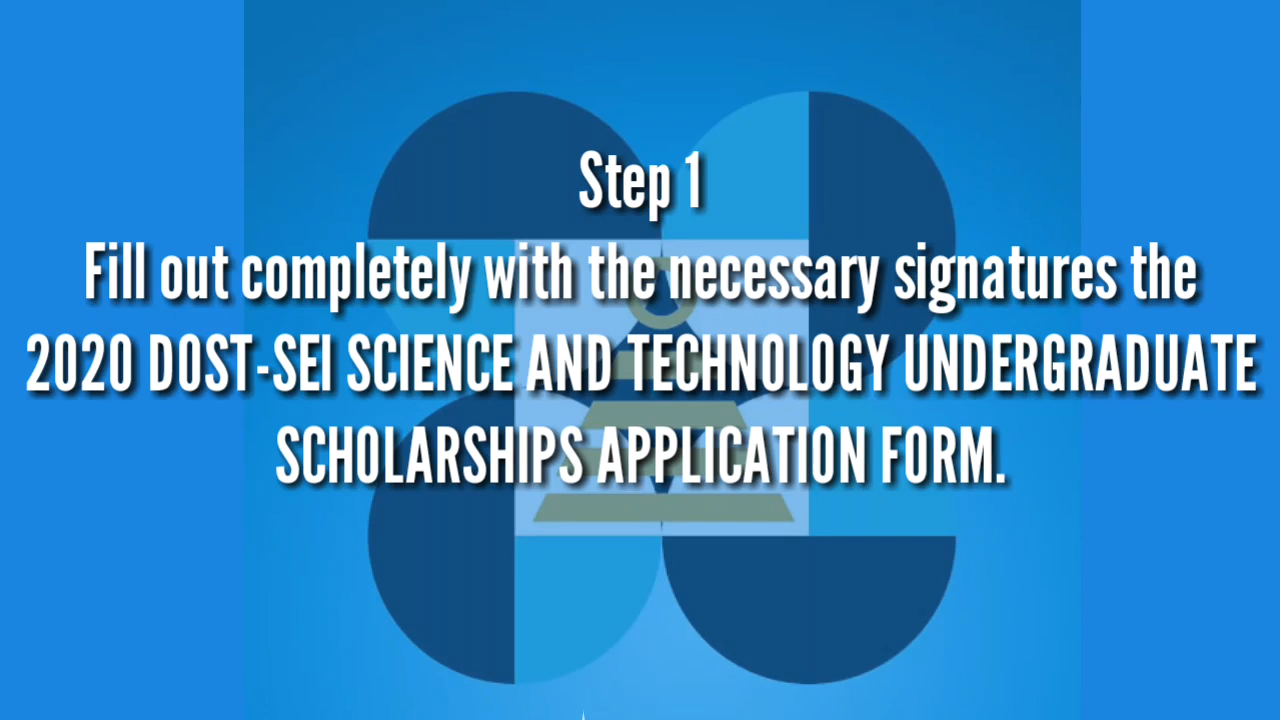 Step 1
Fill out completely with the necessary signatures the
2020 DOST-SEI SCIENCE AND TECHNOLOGY UNDERGRADUATE
SCHOLARSHIPS APPLICATION FORM.